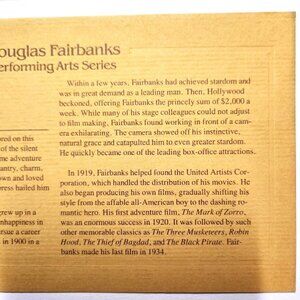 ouglas Fairbanks
erforming Arts Series
Within a few years, Fairbanks had achieved stardom and
was in great demand as a leading man. Then, Hollywood
beckoned, offering Fairbanks the princely sum of $2,000 a
week. While many of his stage colleagues could not adjust
to film making, Fairbanks found working in front of a cam-
era exhilarating. The camera showed off his instinctive,
natural grace and catapulted him to even greater stardom.
He quickly became one of the leading box-office attractions.
In 1919, Fairbanks helped found the United Artists Cor-
poration, which handled the distribution of his movies. He
also began producing his own films, gradually shifting his
style from the affable all-American boy to the dashing ro-
mantic hero. His first adventure film, The Mark of Zorro,
was an enormous success in 1920. It was followed by such
other memorable classics as The Three Musketeers, Robin
Hood, The Thief of Bagdad, and The Black Pirate. Fair-
banks made his last film in 1934.
ored on this
of the silent
me adventure
antry, charm,
own and loved
press hailed him
grew up in a
nhappiness in
ursue a career
s in 1900 in a